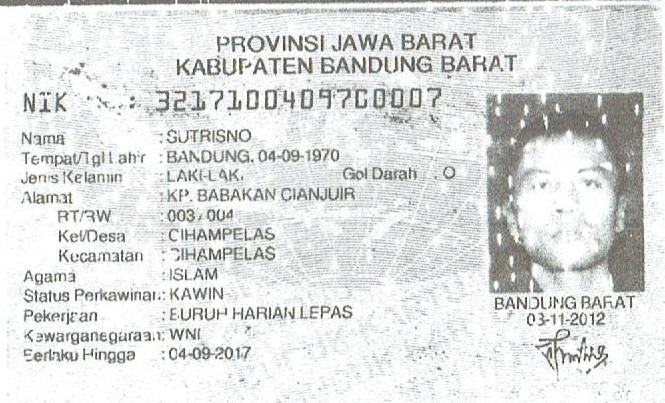 PROVINSI JAWA BARAT
KABUPATEN BANDUNG BARAT
NIK : 3217100409700007
Nama : SUTRISNO
Tempat/Tgl Lahir : BANDUNG, 04-09-1970
Jenis Kelamin : LAKI-LAKI Gol Darah : O
Alamat : KP. BABAKAN CIANJUIR
RT/RW : 003 / 004
Kel/Desa : CIHAMPELAS
Kecamatan : CIHAMPELAS
Agama : ISLAM
Status Perkawinan : KAWIN
Pekerjaan : BURUH HARIAN LEPAS
Kewarganegaraan: WNI
Berlaku Hingga : 04-09-2017
BANDUNG BARAT
03-11-2012